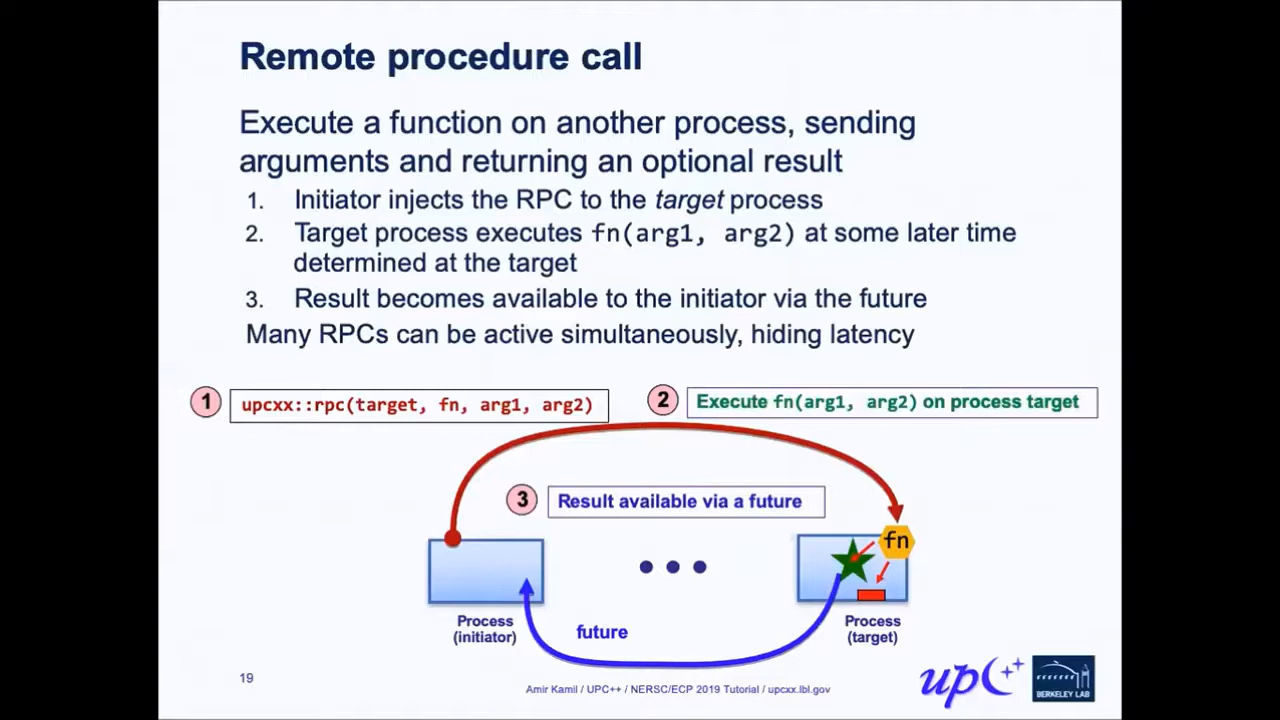 Remote procedure call
Execute a function on another process, sending
arguments and returning an optional result
1. Initiator injects the RPC to the target process
2. Target process executes fn(arg1, arg2) at some later time
determined at the target
3. Result becomes available to the initiator via the future
Many RPCs can be active simultaneously, hiding latency
1 upcxx::rpc(target, fn, arg1, arg2)
2 Execute fn(arg1, arg2) on process target
3 Result available via a future
fn
Process
(initiator)
Process
(target)
future
19
Amir Kamil / UPC++ / NERSC/ECP 2019 Tutorial / upcxx.lbl.gov
upC++
BERKELEY LAB